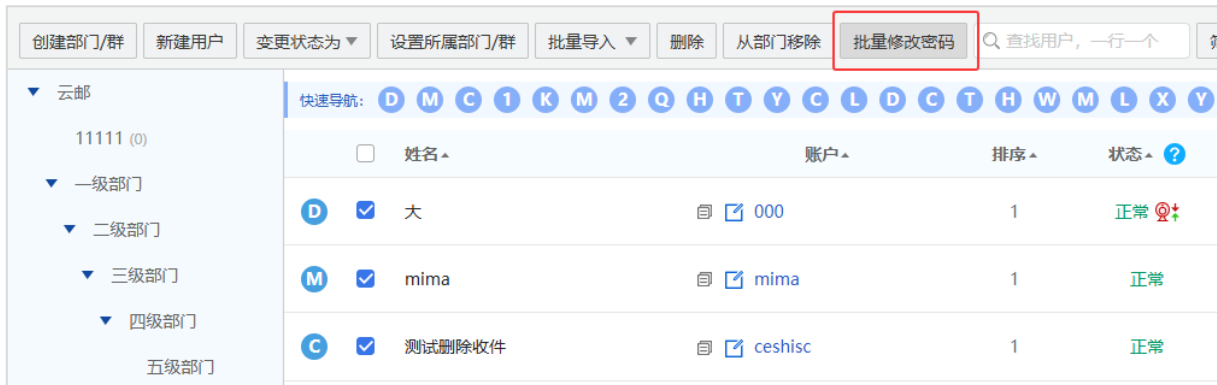 创建部门/群 新建用户 变更状态为 设置所属部门/群 批量导入 删除 从部门移除 批量修改密码 查找用户，一行一个
云邮
快速导航： D M C 1 K M 2 Q H T Y C L D C T H W M L X Y
11111 (0)
姓名 账户 排序 状态 ?
一级部门
D 大 000 1 正常
二级部门
三级部门
M mima mima 1 正常
四级部门
C 测试删除收件 ceshisc 1 正常
五级部门